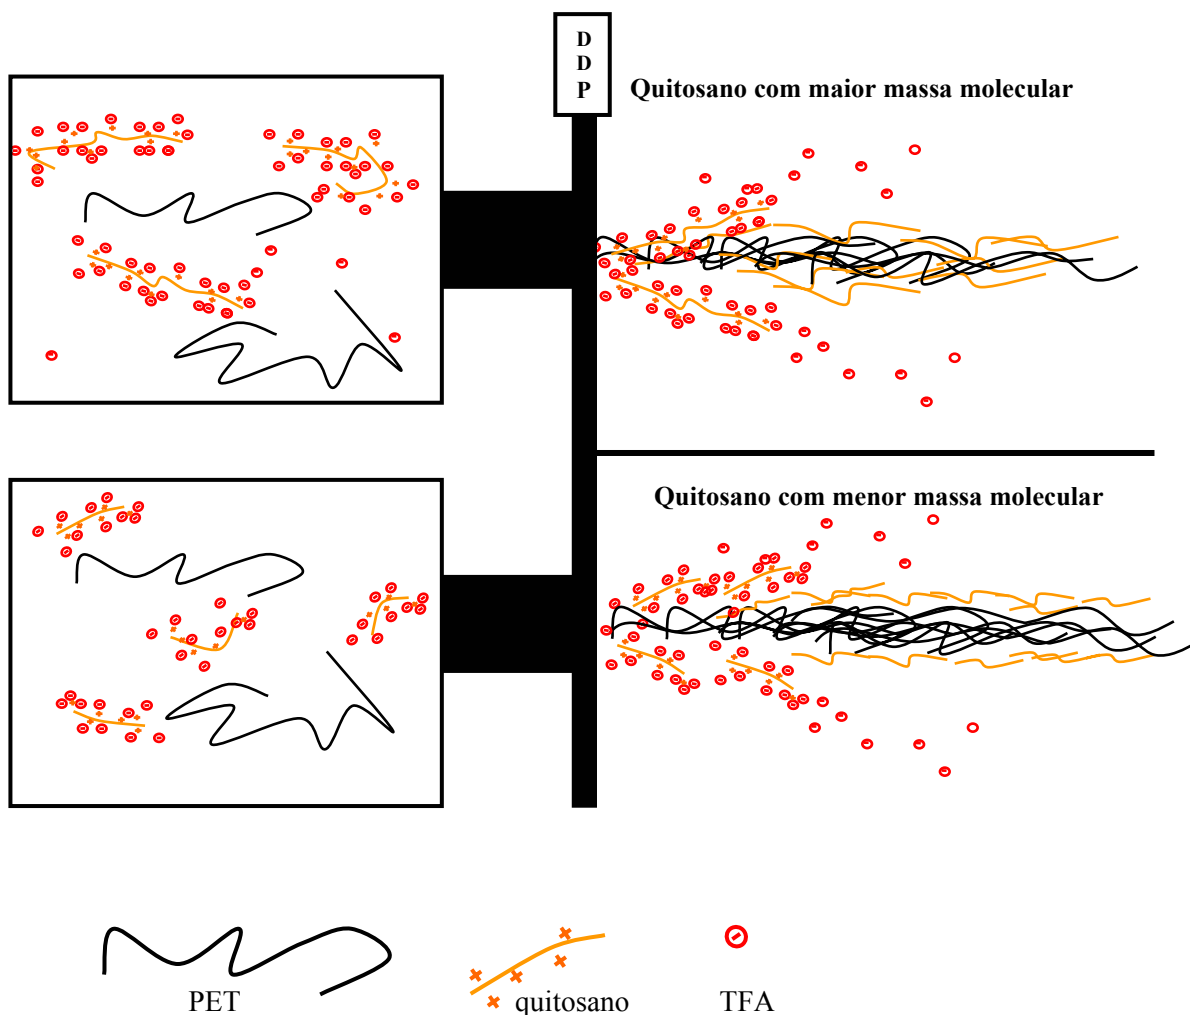 D
D
P
Quitosano com maior massa molecular
Quitosano com menor massa molecular
PET
quitosano
TFA